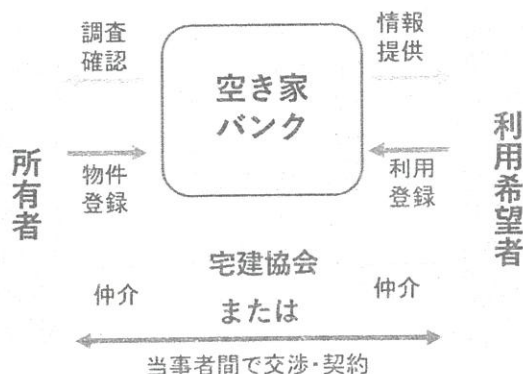 調査
確認
情報
提供
空き家
バンク
所有者
物件
登録
利用
登録
利用希望者
宅建協会
または
仲介
仲介
当事者間で交渉・契約